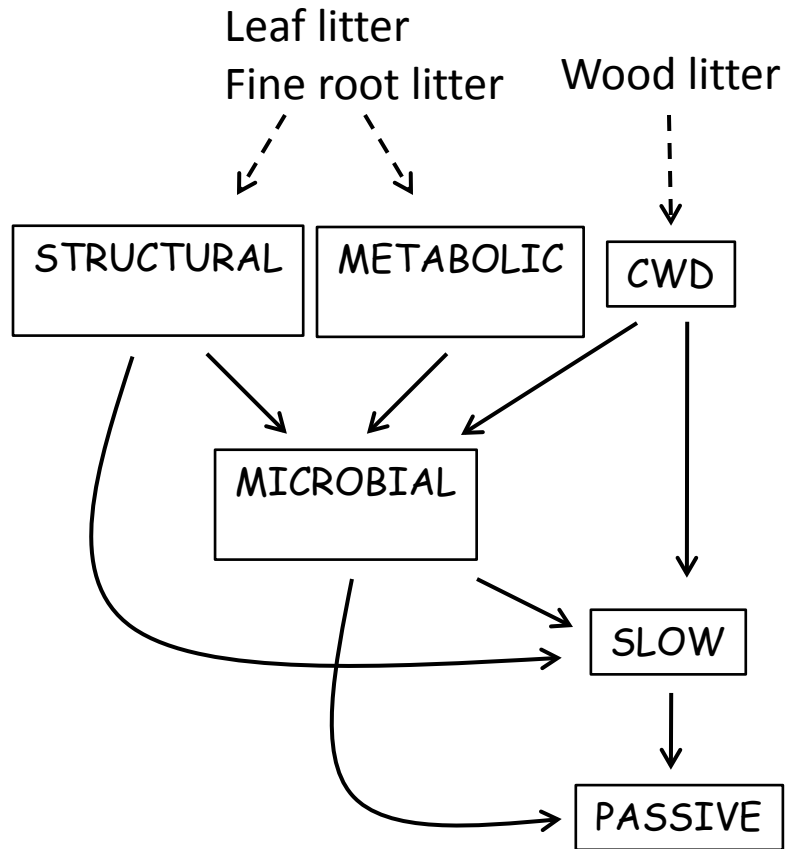 Leaf litter
Fine root litter
Wood litter
STRUCTURAL
METABOLIC
CWD
MICROBIAL
SLOW
PASSIVE